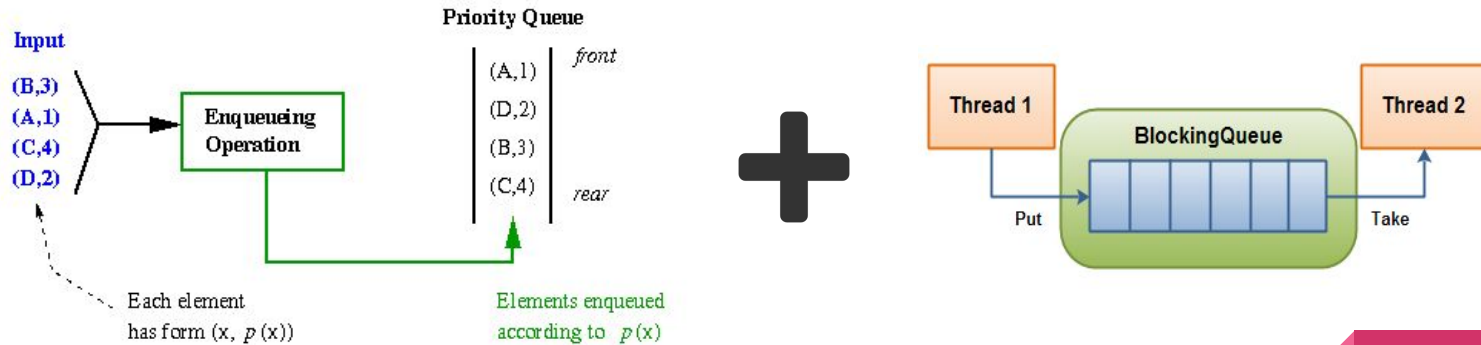 Input
(B,3)
(A,1)
(C,4)
(D,2)
Enqueueing
Operation
Each element
has form (x, p(x))
Priority Queue
(A,1)
(D,2)
(B,3)
(C,4)
front
rear
Elements enqueued
according to p(x)
Thread 1
Put
BlockingQueue
Thread 2
Take